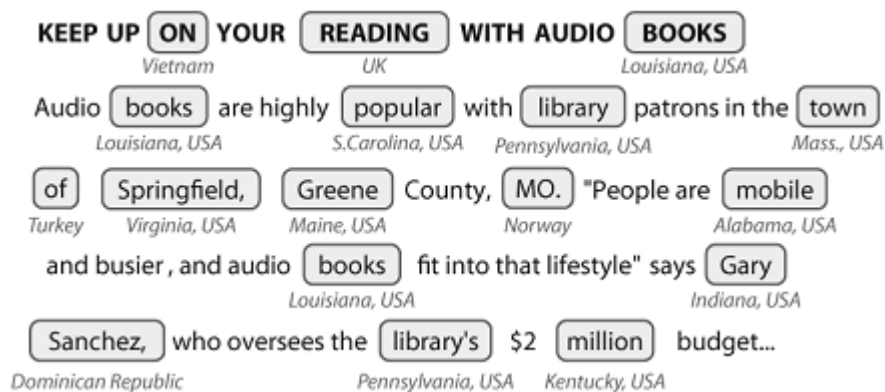 KEEP UP ON YOUR READING WITH AUDIO BOOKS
Vietnam UK Louisiana, USA
Audio books are highly popular with library patrons in the town
Louisiana, USA S.Carolina, USA Pennsylvania, USA Mass., USA
of Springfield, Greene County, MO. "People are mobile
Turkey Virginia, USA Maine, USA Norway Alabama, USA
and busier, and audio books fit into that lifestyle" says Gary
Louisiana, USA Indiana, USA
Sanchez, who oversees the library's $2 million budget...
Dominican Republic Pennsylvania, USA Kentucky, USA